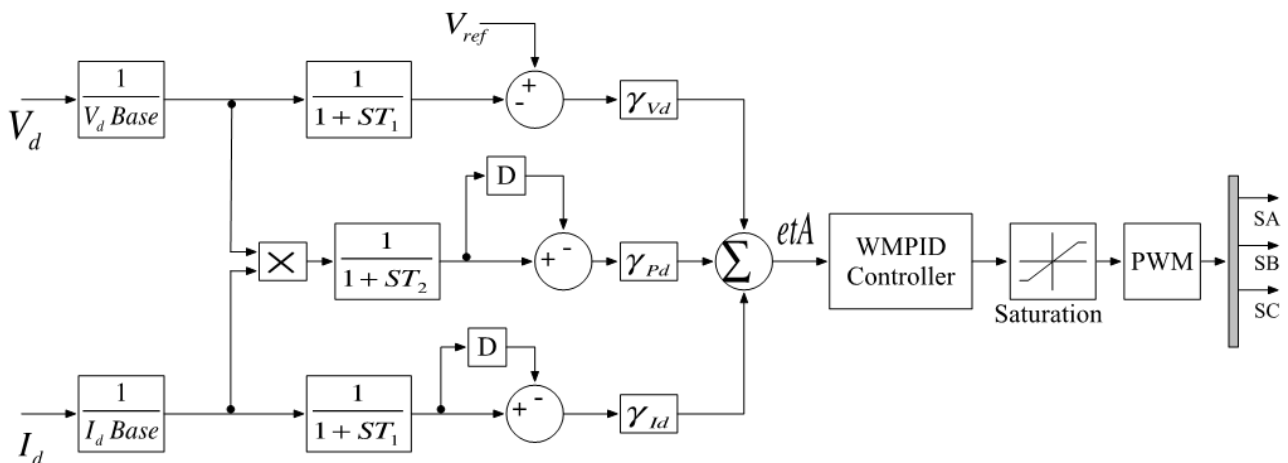 V_ref
V_d
1
V_d Base
1
1 + ST_1
+
-
γ_Vd
D
×
1
1 + ST_2
+ -
γ_Pd
Σ
etA
WMPID
Controller
Saturation
PWM
SA
SB
SC
I_d
1
I_d Base
1
1 + ST_1
D
+ -
γ_Id